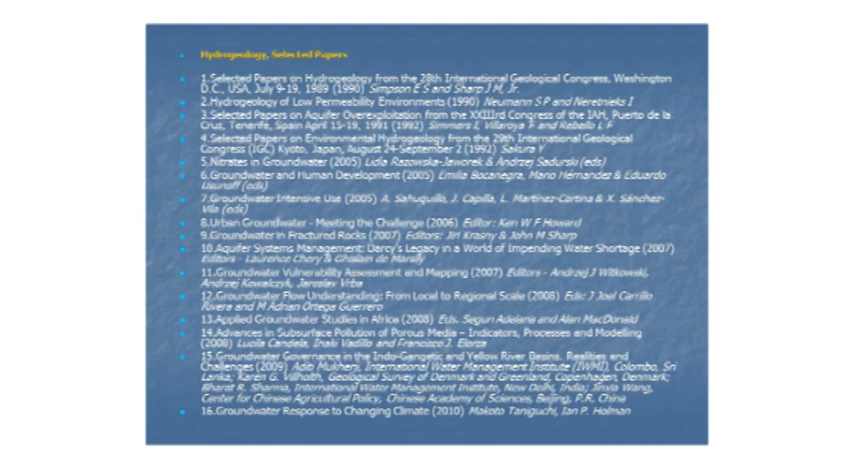 Hydrogeology, Selected Papers
1.Selected Papers on Hydrogeology from the 28th International Geological Congress, Washington
D.C., USA, July 9-19, 1989 (1990) Simpson E S and Sharp J M, Jr.
2.Hydrogeology of Low Permeability Environments (1990) Neumann S P and Neretnieks I
3.Selected Papers on Aquifer Overexploitation from the XXIIIrd Congress of the IAH, Puerto de la
Crus, Tenerife, Spain April 15-19, 1991 (1992) Simmers I, Villaroya F and Rebello L F
4.Selected Papers on Environmental Hydrogeology from the 29th International Geological
Congress (IGC) Kyoto, Japan, August 24-September 2 (1992) Sakura Y
5.Nitrates in Groundwater (2005) Lidia Razowska-Jaworek & Andrzej Sadurski (eds)
6.Groundwater and Human Development (2005) Emilia Bocanegra, Mario Hérnandes & Eduardo
Usunoff (eds)
7.Groundwater Intensive Use (2005) A. Sahuquillo, J. Capilla, L. Martinez-Cortina & X. Sánchez-
Vila (eds)
8.Urban Groundwater - Meeting the Challenge (2006) Editor: Ken W F Howard
9.Groundwater in Fractured Rocks (2007) Editors: Jiri Krasny & John M Sharp
10.Aquifer Systems Management: Darcy's Legacy in a World of Impending Water Shortage (2007)
Editors - Laurence Chery & Ghislain de Marsily
11.Groundwater Vulnerability Assessment and Mapping (2007) Editors - Andrzej J Witkowski,
Andrzej Kowalczyk, Jaroslav Vrba
12.Groundwater Flow Understanding: From Local to Regional Scale (2008) Eds: J Joel Carrillo
Rivera and M Adrian Ortega Guerrero
13.Applied Groundwater Studies in Africa (2008) Eds. Segun Adelana and Alan MacDonald
14.Advances in Subsurface Pollution of Porous Media – Indicators, Processes and Modelling
(2008) Lucila Candela, Inaki Vadillo and Francisco J. Elorza
15.Groundwater Governance in the Indo-Gangetic and Yellow River Basins. Realities and
Challenges (2009) Aditi Mukherji, International Water Management Institute (IWMI), Colombo, Sri
Lanka; Karen G. Villholth, Geological Survey of Denmark and Greenland, Copenhagen, Denmark;
Bharat R. Sharma, International Water Management Institute, New Delhi, India; Jinxia Wang,
Center for Chinese Agricultural Policy, Chinese Academy of Sciences, Beijing, P.R. China
16.Groundwater Response to Changing Climate (2010) Makoto Taniguchi, Ian P. Holman